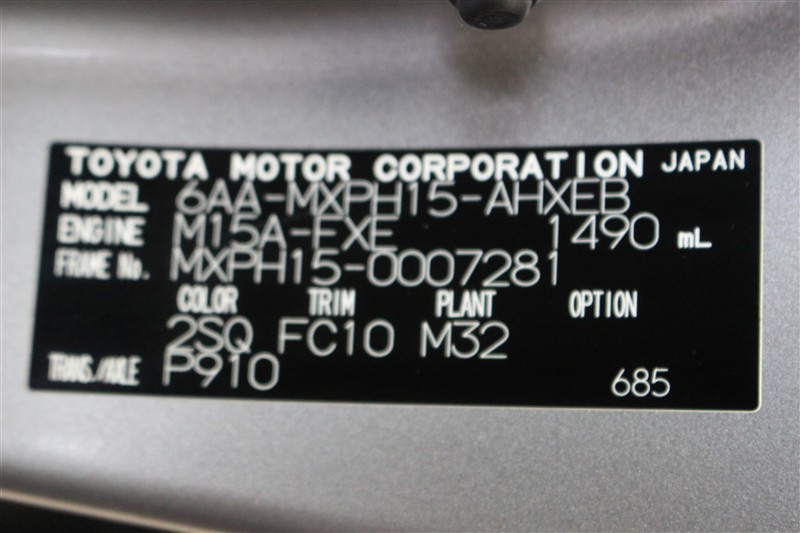 TOYOTA MOTOR CORPORATION JAPAN
MODEL 6AA-MXPH15-AHXEB
ENGINE M15A-FXE 1490 mL
FRAME No. MXPH15-0007281
COLOR TRIM PLANT OPTION
2SQ FC10 M32
TRANS./AXLE P910 685